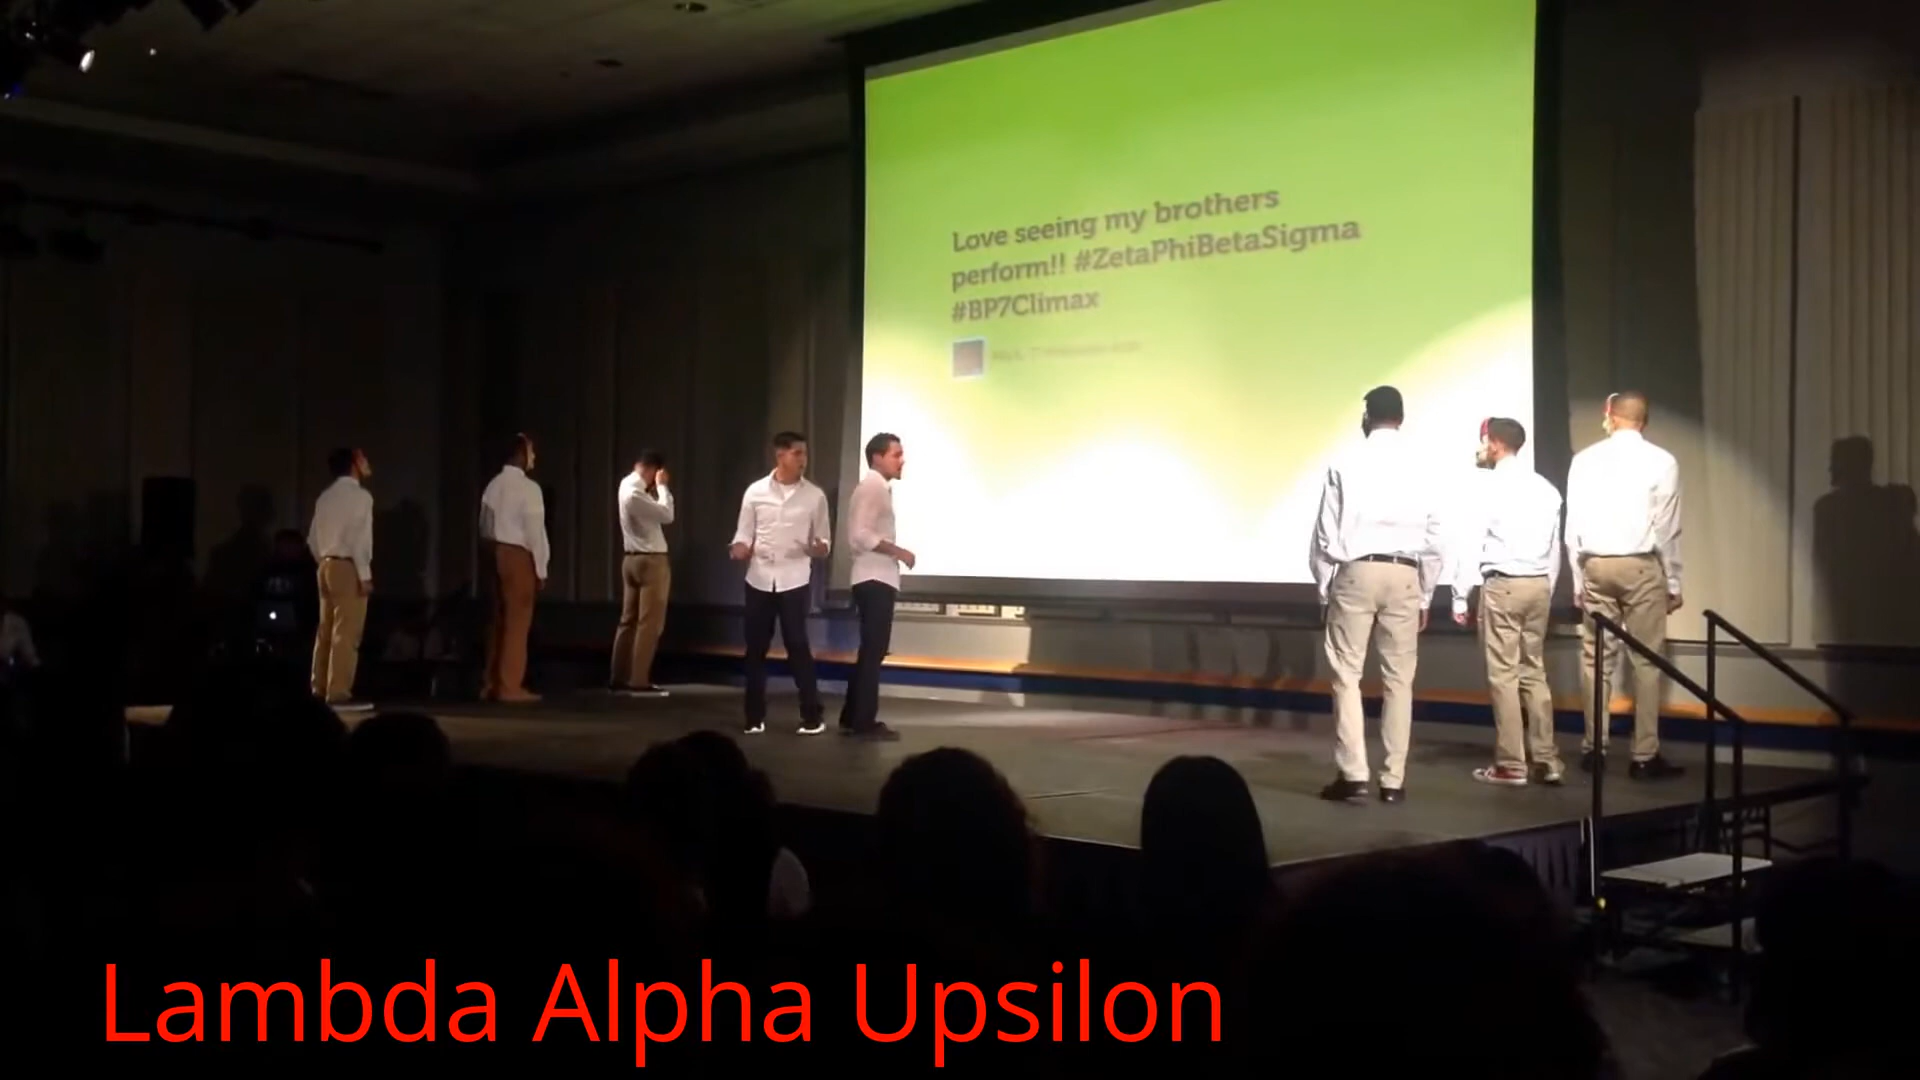 Love seeing my brothers
perform!! #ZetaPhiBetaSigma
#BP7Climax
Lambda Alpha Upsilon